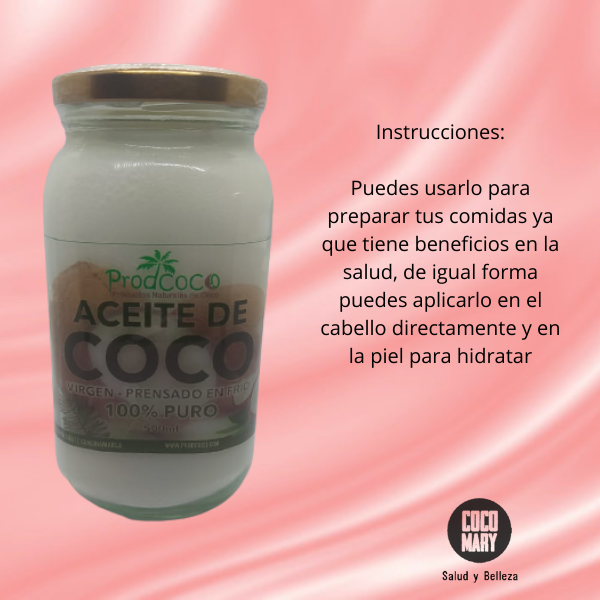 Instrucciones:
Puedes usarlo para
preparar tus comidas ya
que tiene beneficios en la
salud, de igual forma
puedes aplicarlo en el
cabello directamente y en
la piel para hidratar
ProdCOCO
ACEITE DE
COCO
VIRGEN - PRENSADO EN FRIO
100% PURO
500ml
COCO
MARY
Salud y Belleza